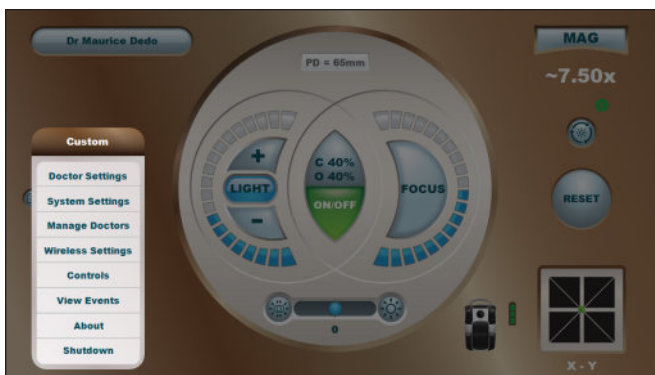 Dr Maurice Dedo
MAG
PD = 65mm
~7.50x
Custom
Doctor Settings
System Settings
Manage Doctors
Wireless Settings
Controls
View Events
About
Shutdown
+
LIGHT
−
C 40%
O 40%
ON/OFF
FOCUS
RESET
0
X - Y